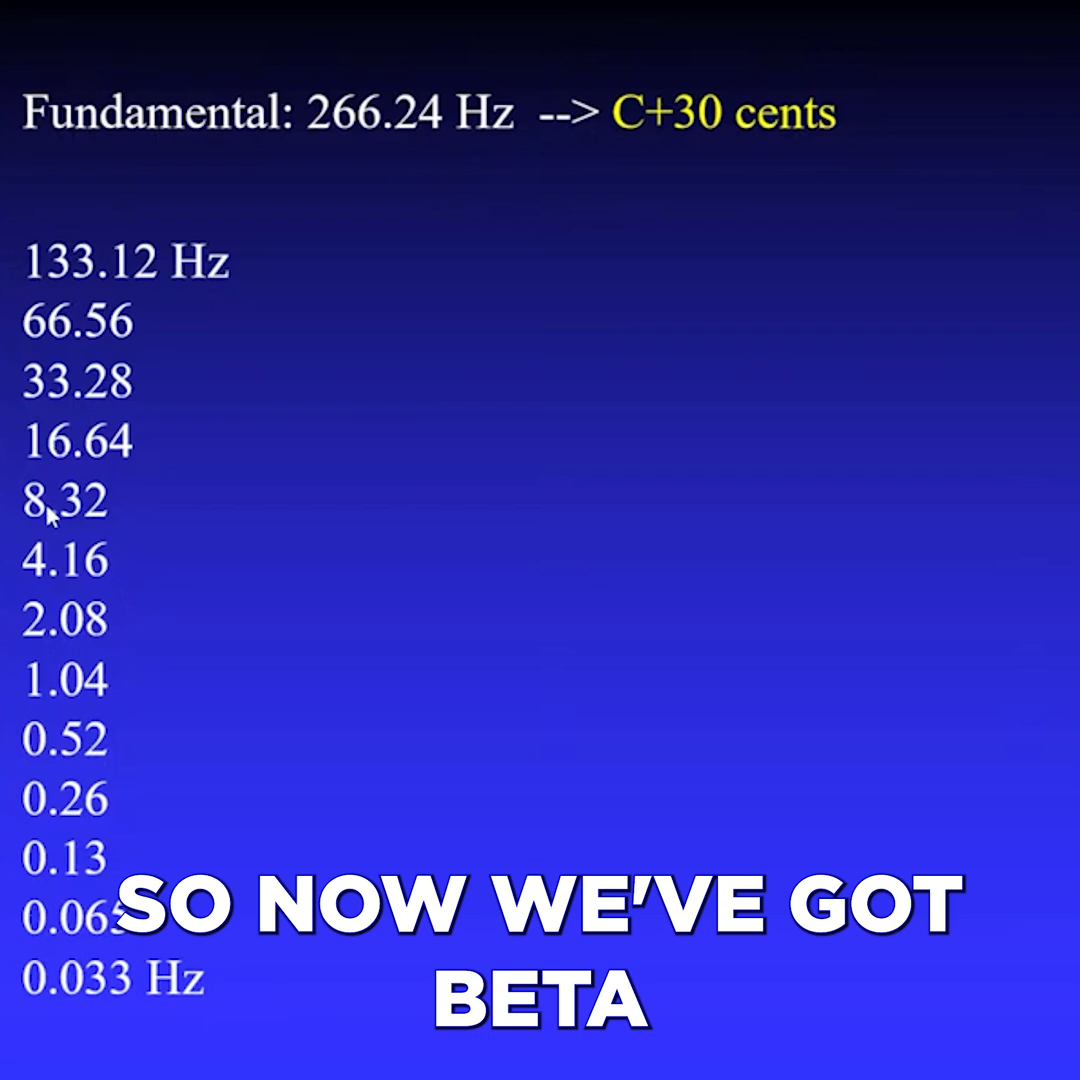 Fundamental: 266.24 Hz --> C+30 cents
133.12 Hz
66.56
33.28
16.64
8.32
4.16
2.08
1.04
0.52
0.26
0.13
0.065
0.033 Hz
SO NOW WE'VE GOT
BETA